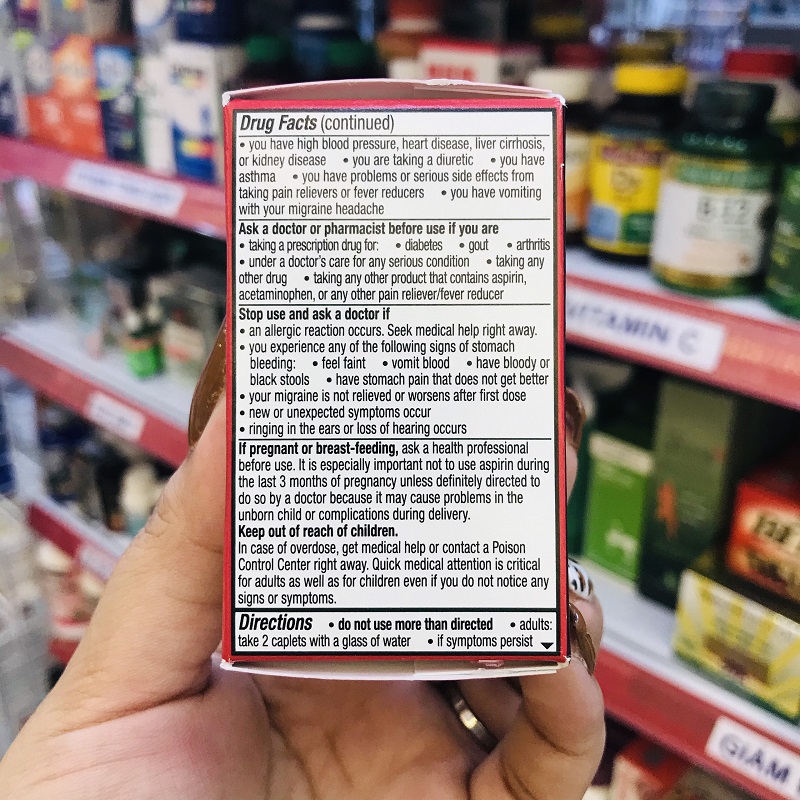 Drug Facts (continued)
• you have high blood pressure, heart disease, liver cirrhosis,
or kidney disease • you are taking a diuretic • you have
asthma • you have problems or serious side effects from
taking pain relievers or fever reducers • you have vomiting
with your migraine headache
Ask a doctor or pharmacist before use if you are
• taking a prescription drug for: • diabetes • gout • arthritis
• under a doctor's care for any serious condition • taking any
other drug • taking any other product that contains aspirin,
acetaminophen, or any other pain reliever/fever reducer
Stop use and ask a doctor if
• an allergic reaction occurs. Seek medical help right away.
• you experience any of the following signs of stomach
bleeding: • feel faint • vomit blood • have bloody or
black stools • have stomach pain that does not get better
• your migraine is not relieved or worsens after first dose
• new or unexpected symptoms occur
• ringing in the ears or loss of hearing occurs
If pregnant or breast-feeding, ask a health professional
before use. It is especially important not to use aspirin during
the last 3 months of pregnancy unless definitely directed to
do so by a doctor because it may cause problems in the
unborn child or complications during delivery.
Keep out of reach of children.
In case of overdose, get medical help or contact a Poison
Control Center right away. Quick medical attention is critical
for adults as well as for children even if you do not notice any
signs or symptoms.
Directions • do not use more than directed • adults:
take 2 caplets with a glass of water • if symptoms persist
B-12
VITAMIN C
GIẢM